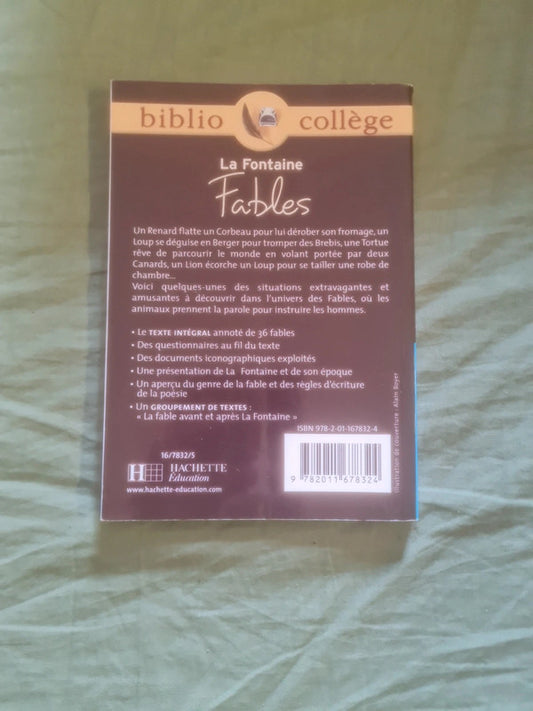 biblio collège
La Fontaine
Fables
Un Renard flatte un Corbeau pour lui dérober son fromage, un
Loup se déguise en Berger pour tromper des Brebis, une Tortue
rêve de parcourir le monde en volant portée par deux
Canards, un Lion écorche un Loup pour se tailler une robe de
chambre...
Voici quelques-unes des situations extravagantes et
amusantes à découvrir dans l'univers des Fables, où les
animaux prennent la parole pour instruire les hommes.
• Le TEXTE INTÉGRAL annoté de 36 fables
• Des questionnaires au fil du texte
• Des documents iconographiques exploités
• Une présentation de La Fontaine et de son époque
• Un aperçu du genre de la fable et des règles d'écriture
de la poésie
• Un GROUPEMENT DE TEXTES :
« La fable avant et après La Fontaine »
ISBN 978-2-01-167832-4
16/7832/5
H HACHETTE
Éducation
www.hachette-education.com
9 782011 678324
Illustration de couverture : Alain Boyer